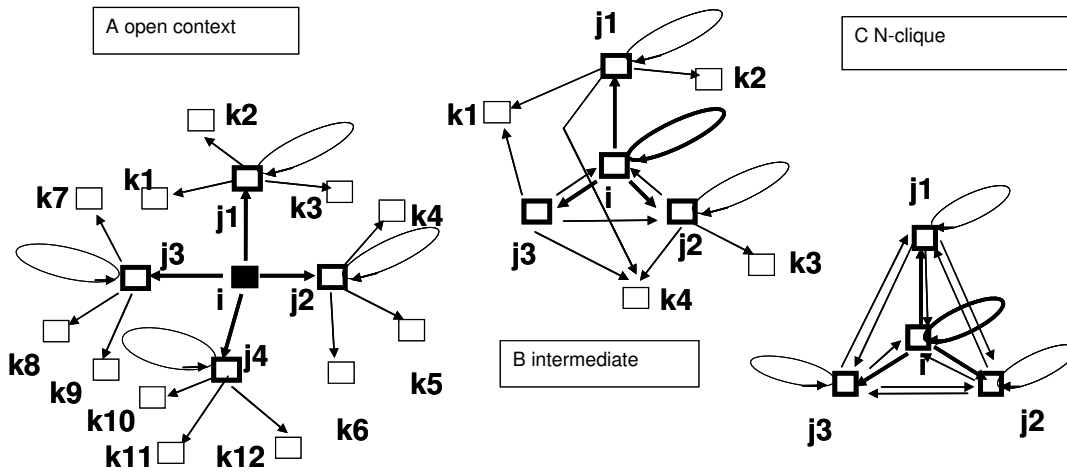 A open context
k2
k7
k1
k3
k4
j1
j3
i
j2
j4
k8
k9
k10
k5
k6
k11
k12
j1
k2
k1
i
j3
j2
k3
k4
B intermediate
C N-clique
j1
i
j3
j2